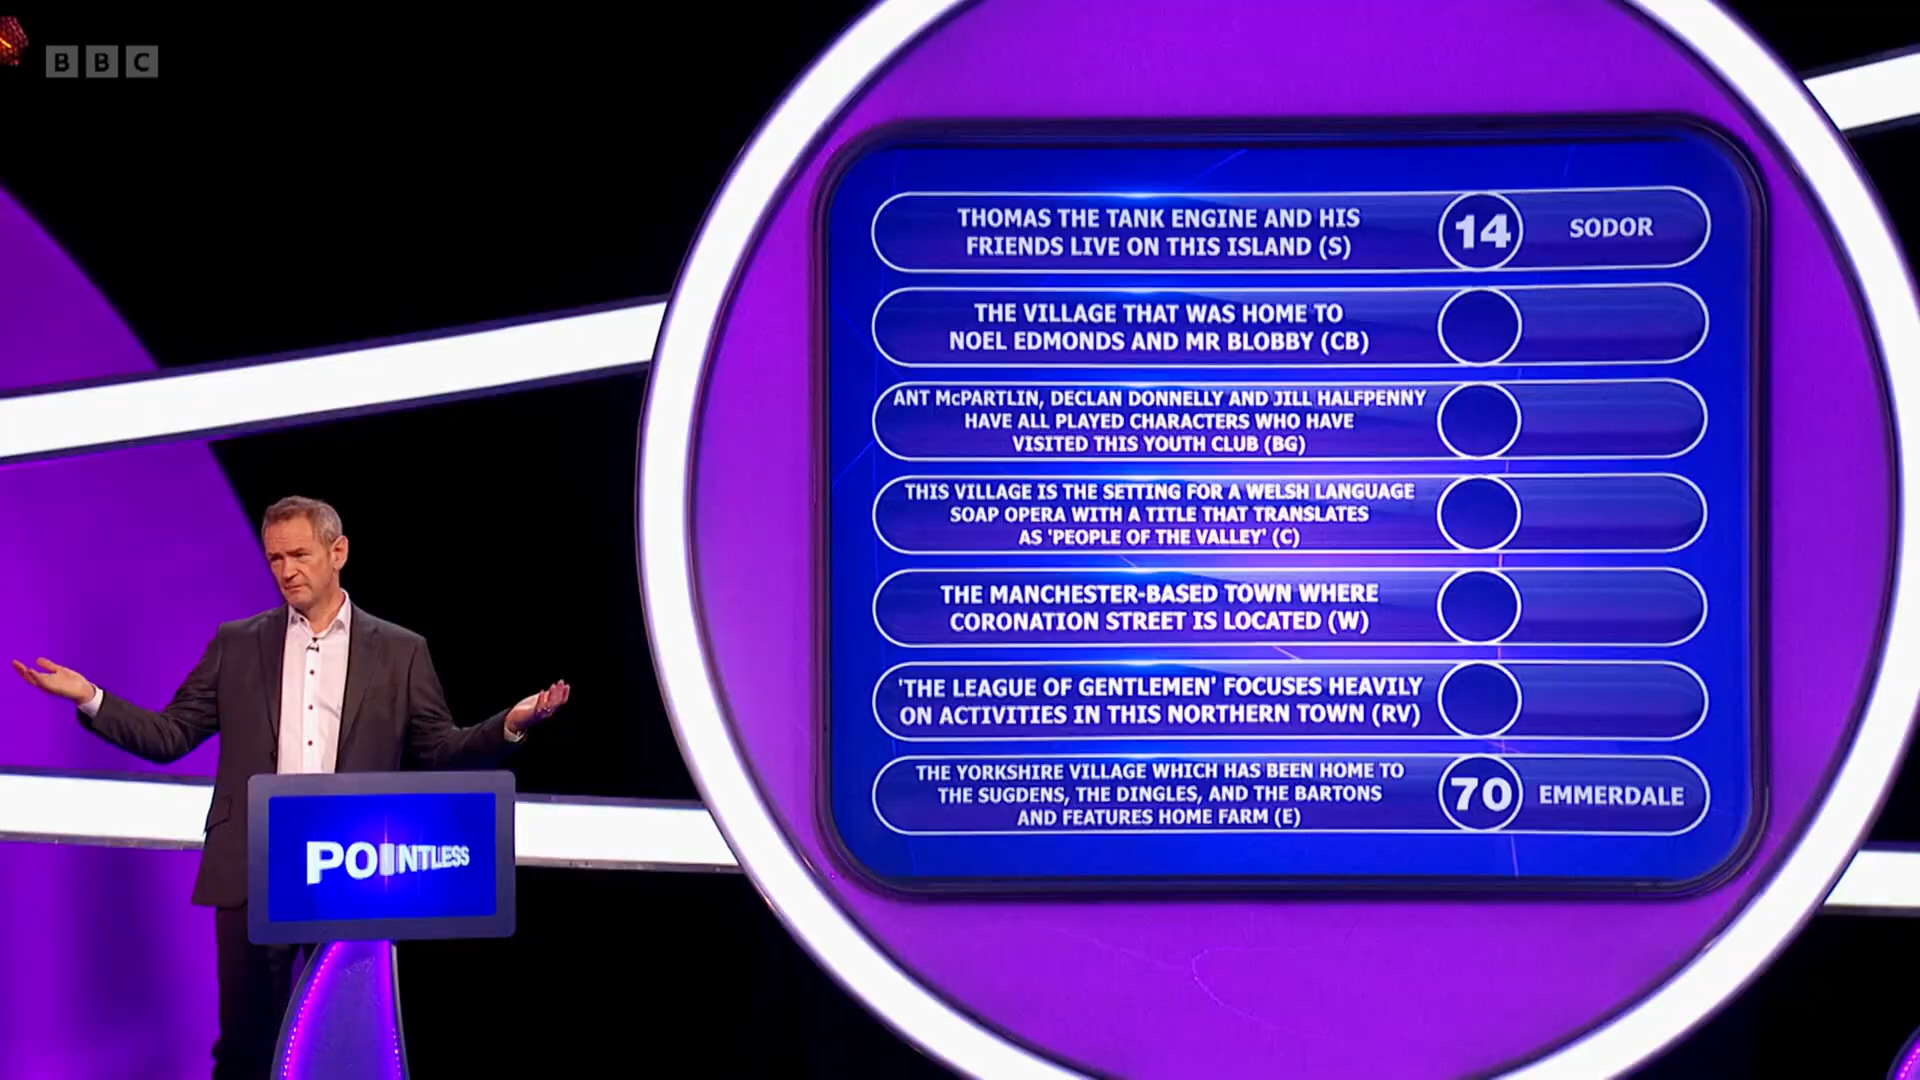 BBC
THOMAS THE TANK ENGINE AND HIS
FRIENDS LIVE ON THIS ISLAND (S)
14
SODOR
THE VILLAGE THAT WAS HOME TO
NOEL EDMONDS AND MR BLOBBY (CB)
ANT McPARTLIN, DECLAN DONNELLY AND JILL HALFPENNY
HAVE ALL PLAYED CHARACTERS WHO HAVE
VISITED THIS YOUTH CLUB (BG)
THIS VILLAGE IS THE SETTING FOR A WELSH LANGUAGE
SOAP OPERA WITH A TITLE THAT TRANSLATES
AS 'PEOPLE OF THE VALLEY' (C)
THE MANCHESTER-BASED TOWN WHERE
CORONATION STREET IS LOCATED (W)
'THE LEAGUE OF GENTLEMEN' FOCUSES HEAVILY
ON ACTIVITIES IN THIS NORTHERN TOWN (RV)
THE YORKSHIRE VILLAGE WHICH HAS BEEN HOME TO
THE SUGDENS, THE DINGLES, AND THE BARTONS
AND FEATURES HOME FARM (E)
70
EMMERDALE
POINTLESS